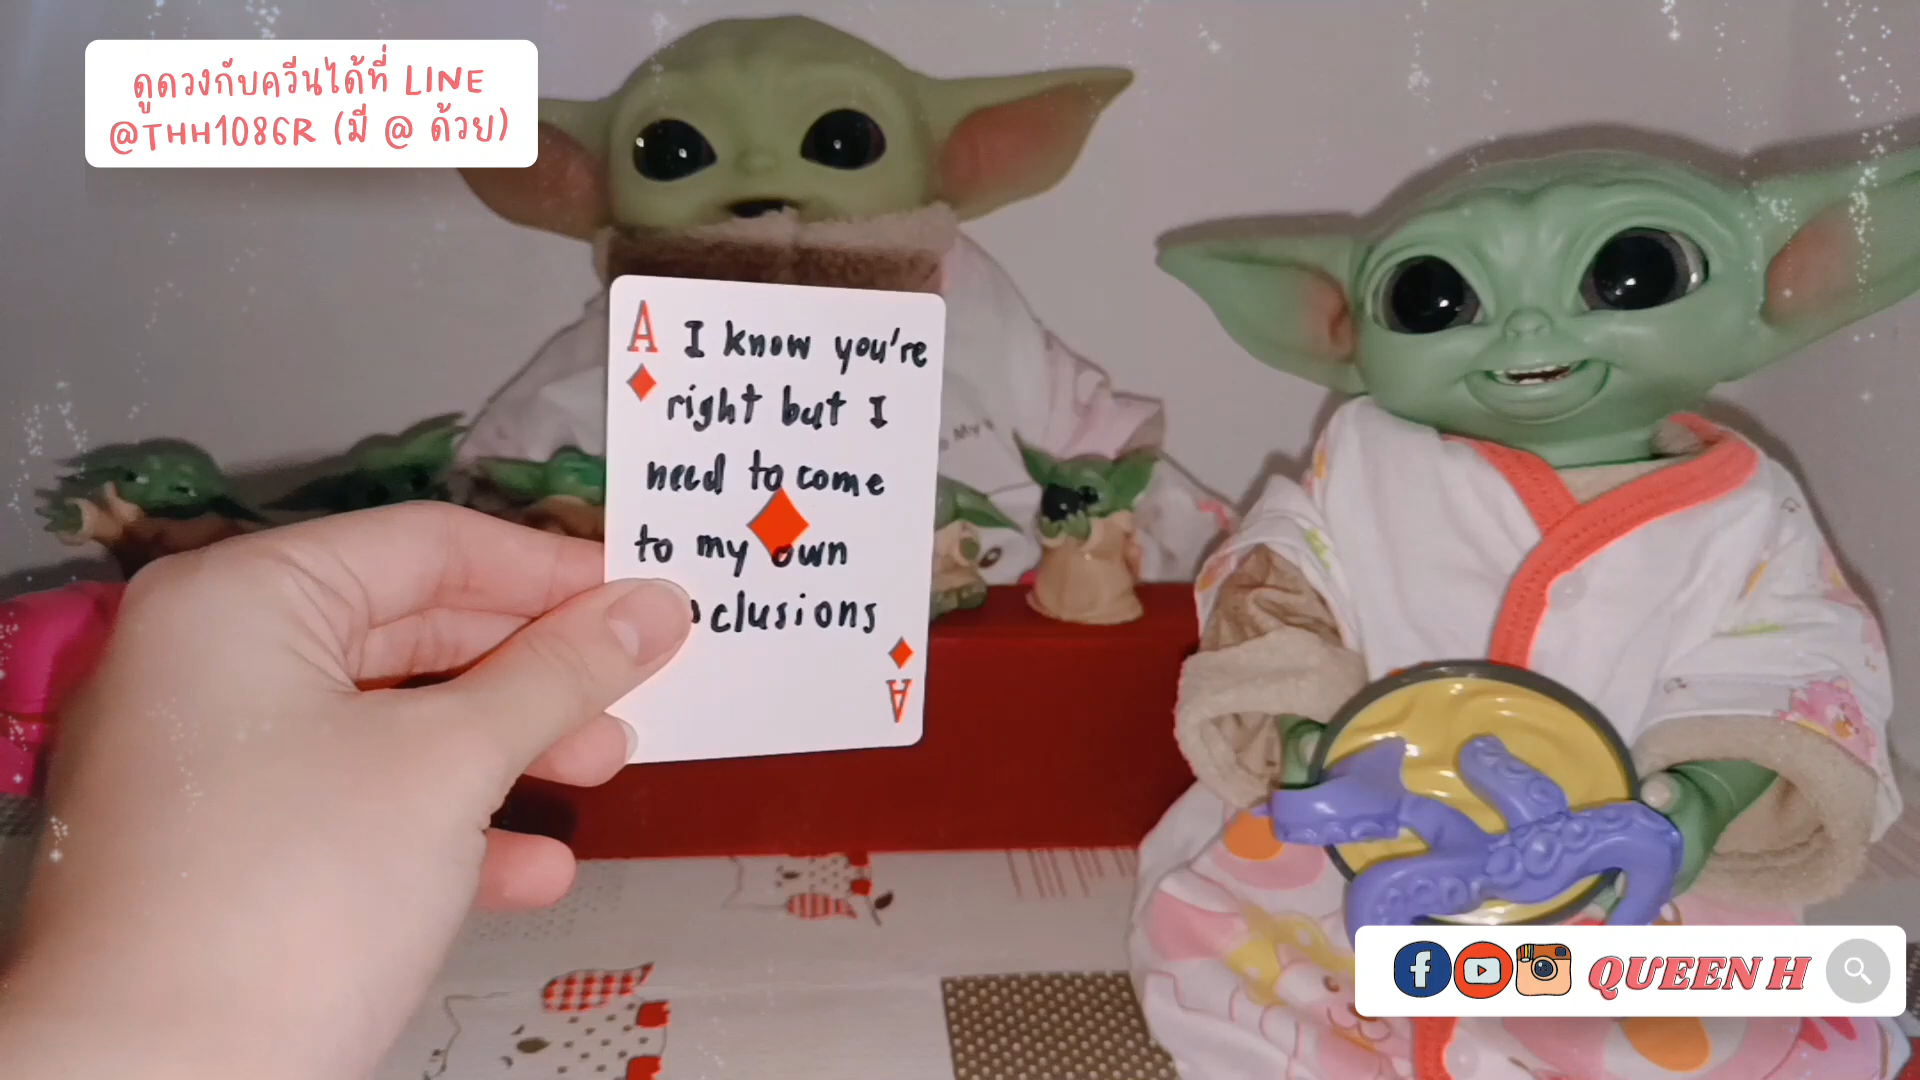 ดูดวงกับควีนได้ที่ LINE
@THH1086R (มี @ ด้วย)
A I know you're
right but I
need to come
to my own
clusions
A
QUEEN H